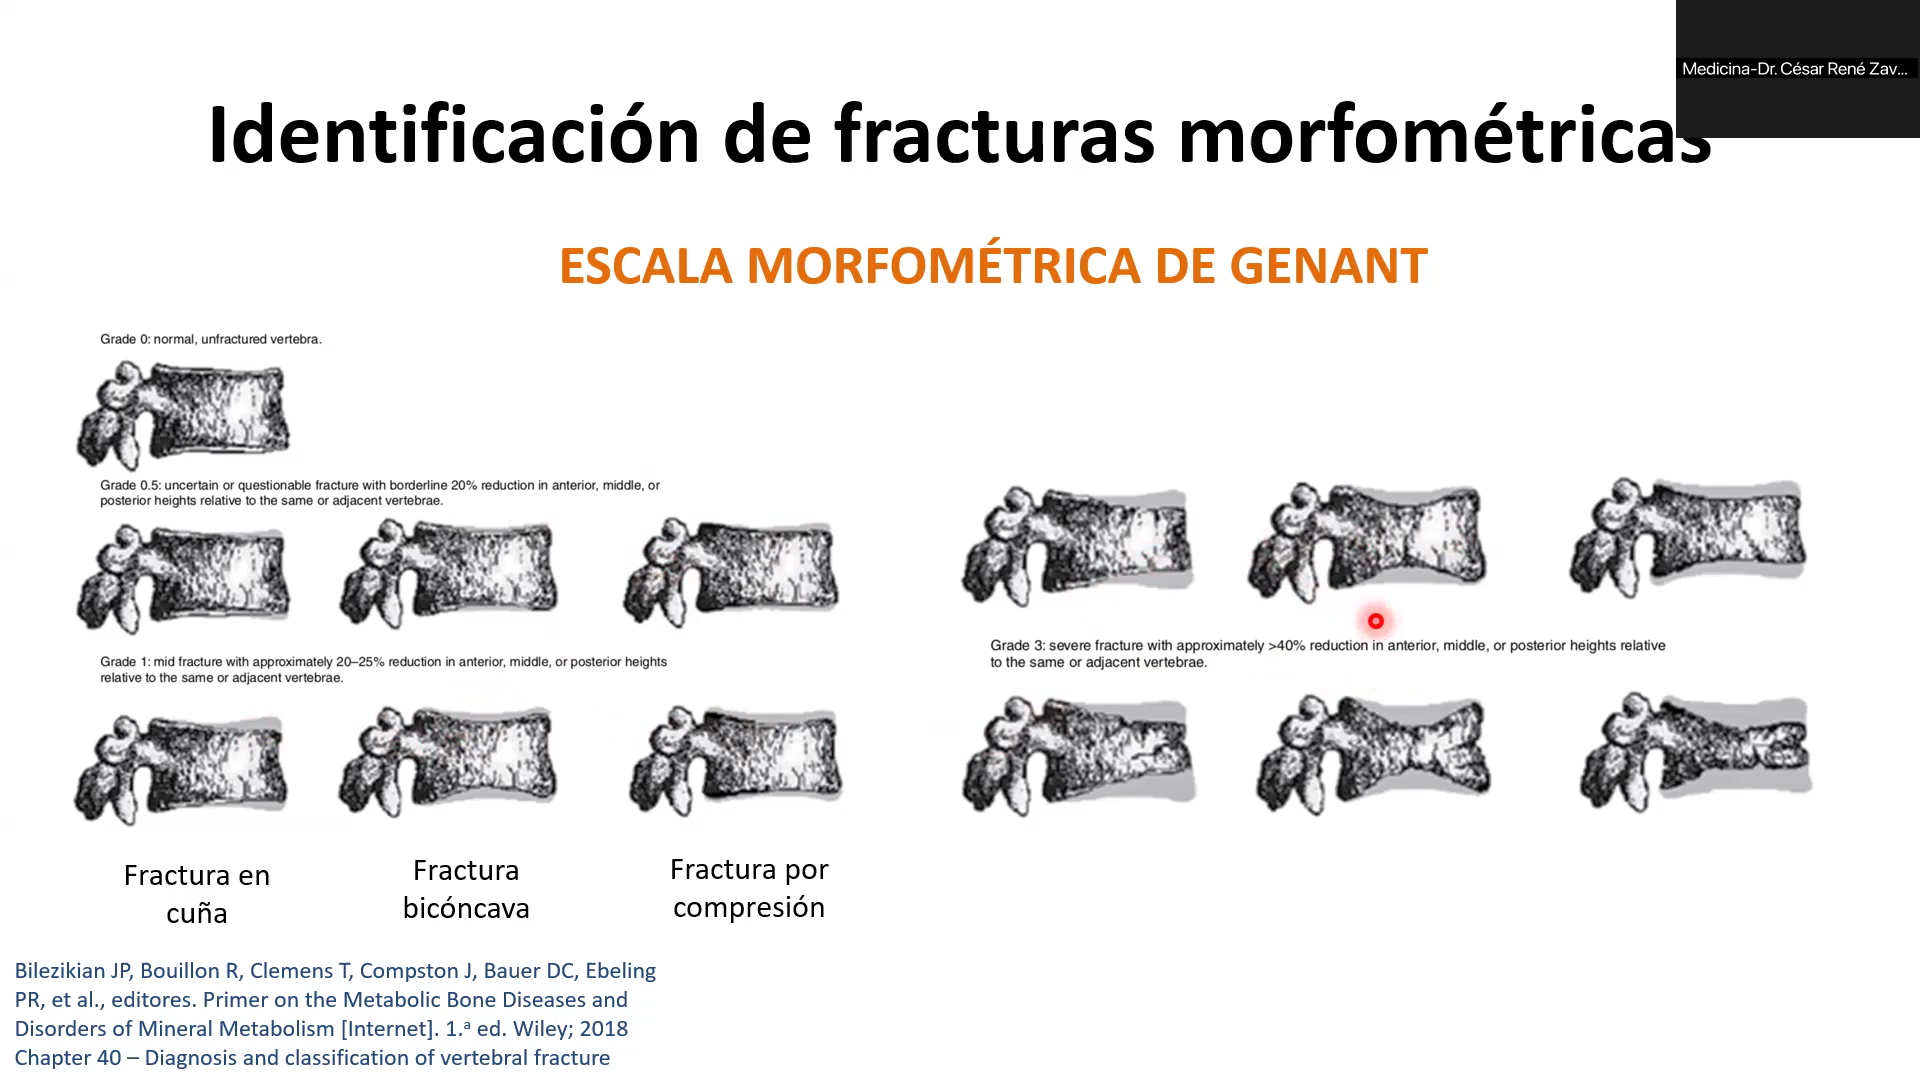 Medicina-Dr. César René Zav...
Identificación de fracturas morfométricas
ESCALA MORFOMÉTRICA DE GENANT
Grade 0: normal, unfractured vertebra.
Grade 0.5: uncertain or questionable fracture with borderline 20% reduction in anterior, middle, or
posterior heights relative to the same or adjacent vertebrae.
Grade 1: mid fracture with approximately 20–25% reduction in anterior, middle, or posterior heights
relative to the same or adjacent vertebrae.
Grade 3: severe fracture with approximately >40% reduction in anterior, middle, or posterior heights relative
to the same or adjacent vertebrae.
Fractura en
cuña
Fractura
bicóncava
Fractura por
compresión
Bilezikian JP, Bouillon R, Clemens T, Compston J, Bauer DC, Ebeling
PR, et al., editores. Primer on the Metabolic Bone Diseases and
Disorders of Mineral Metabolism [Internet]. 1.ª ed. Wiley; 2018
Chapter 40 – Diagnosis and classification of vertebral fracture